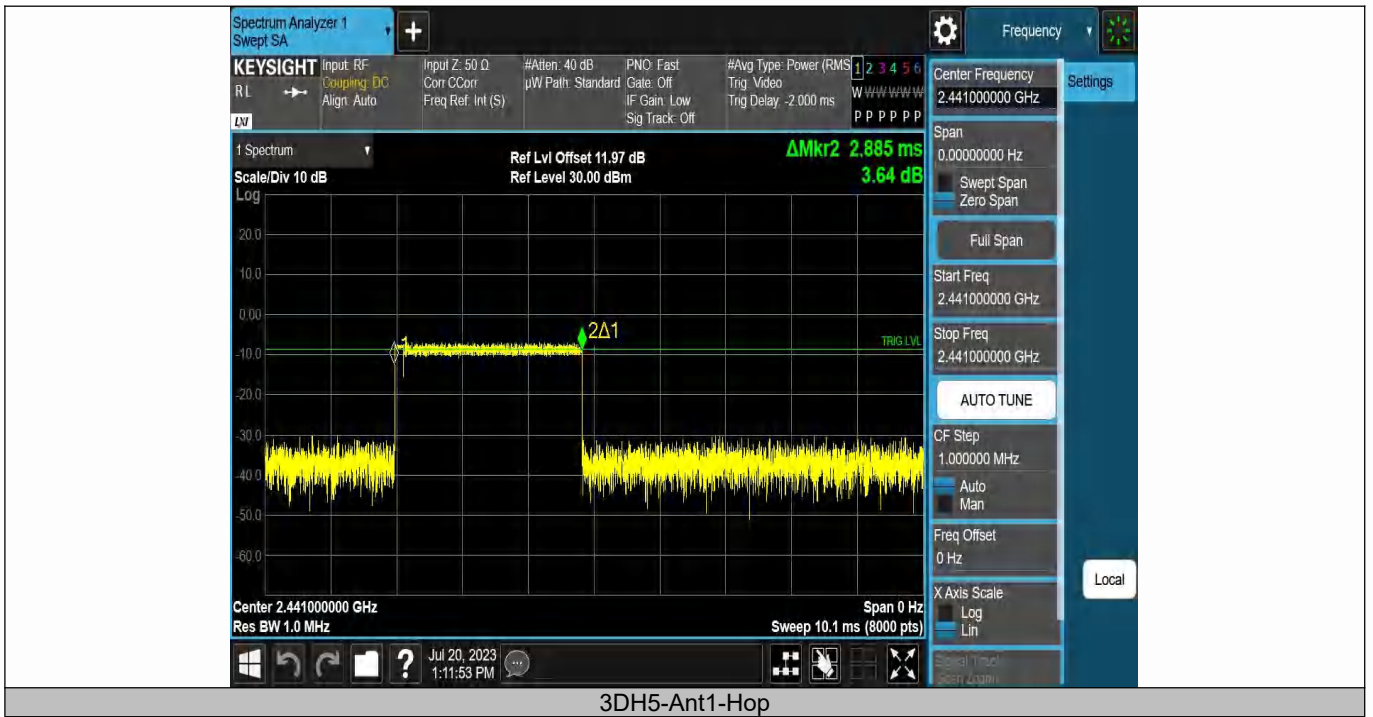 Spectrum Analyzer 1
Swept SA
+
Frequency
KEYSIGHT
RL
LXI
Input: RF
Coupling: DC
Align: Auto
Input Z: 50 Ω
Corr CCorr
Freq Ref: Int (S)
#Atten: 40 dB
µW Path: Standard
PNO: Fast
Gate: Off
IF Gain: Low
Sig Track: Off
#Avg Type: Power (RMS
Trig: Video
Trig Delay: -2.000 ms
1 2 3 4 5 6
W W W W W W
P P P P P P
1 Spectrum
Scale/Div 10 dB
Log
Ref Lvl Offset 11.97 dB
Ref Level 30.00 dBm
ΔMkr2 2.885 ms
3.64 dB
20.0
10.0
0.00
-10.0
-20.0
-30.0
-40.0
-50.0
-60.0
1
2Δ1
TRIG LVL
Center 2.441000000 GHz
Res BW 1.0 MHz
Span 0 Hz
Sweep 10.1 ms (8000 pts)
Center Frequency
2.441000000 GHz
Settings
Span
0.00000000 Hz
Swept Span
Zero Span
Full Span
Start Freq
2.441000000 GHz
Stop Freq
2.441000000 GHz
AUTO TUNE
CF Step
1.000000 MHz
Auto
Man
Freq Offset
0 Hz
X Axis Scale
Log
Lin
Signal Track
Local
?
Jul 20, 2023
1:11:53 PM
3DH5-Ant1-Hop